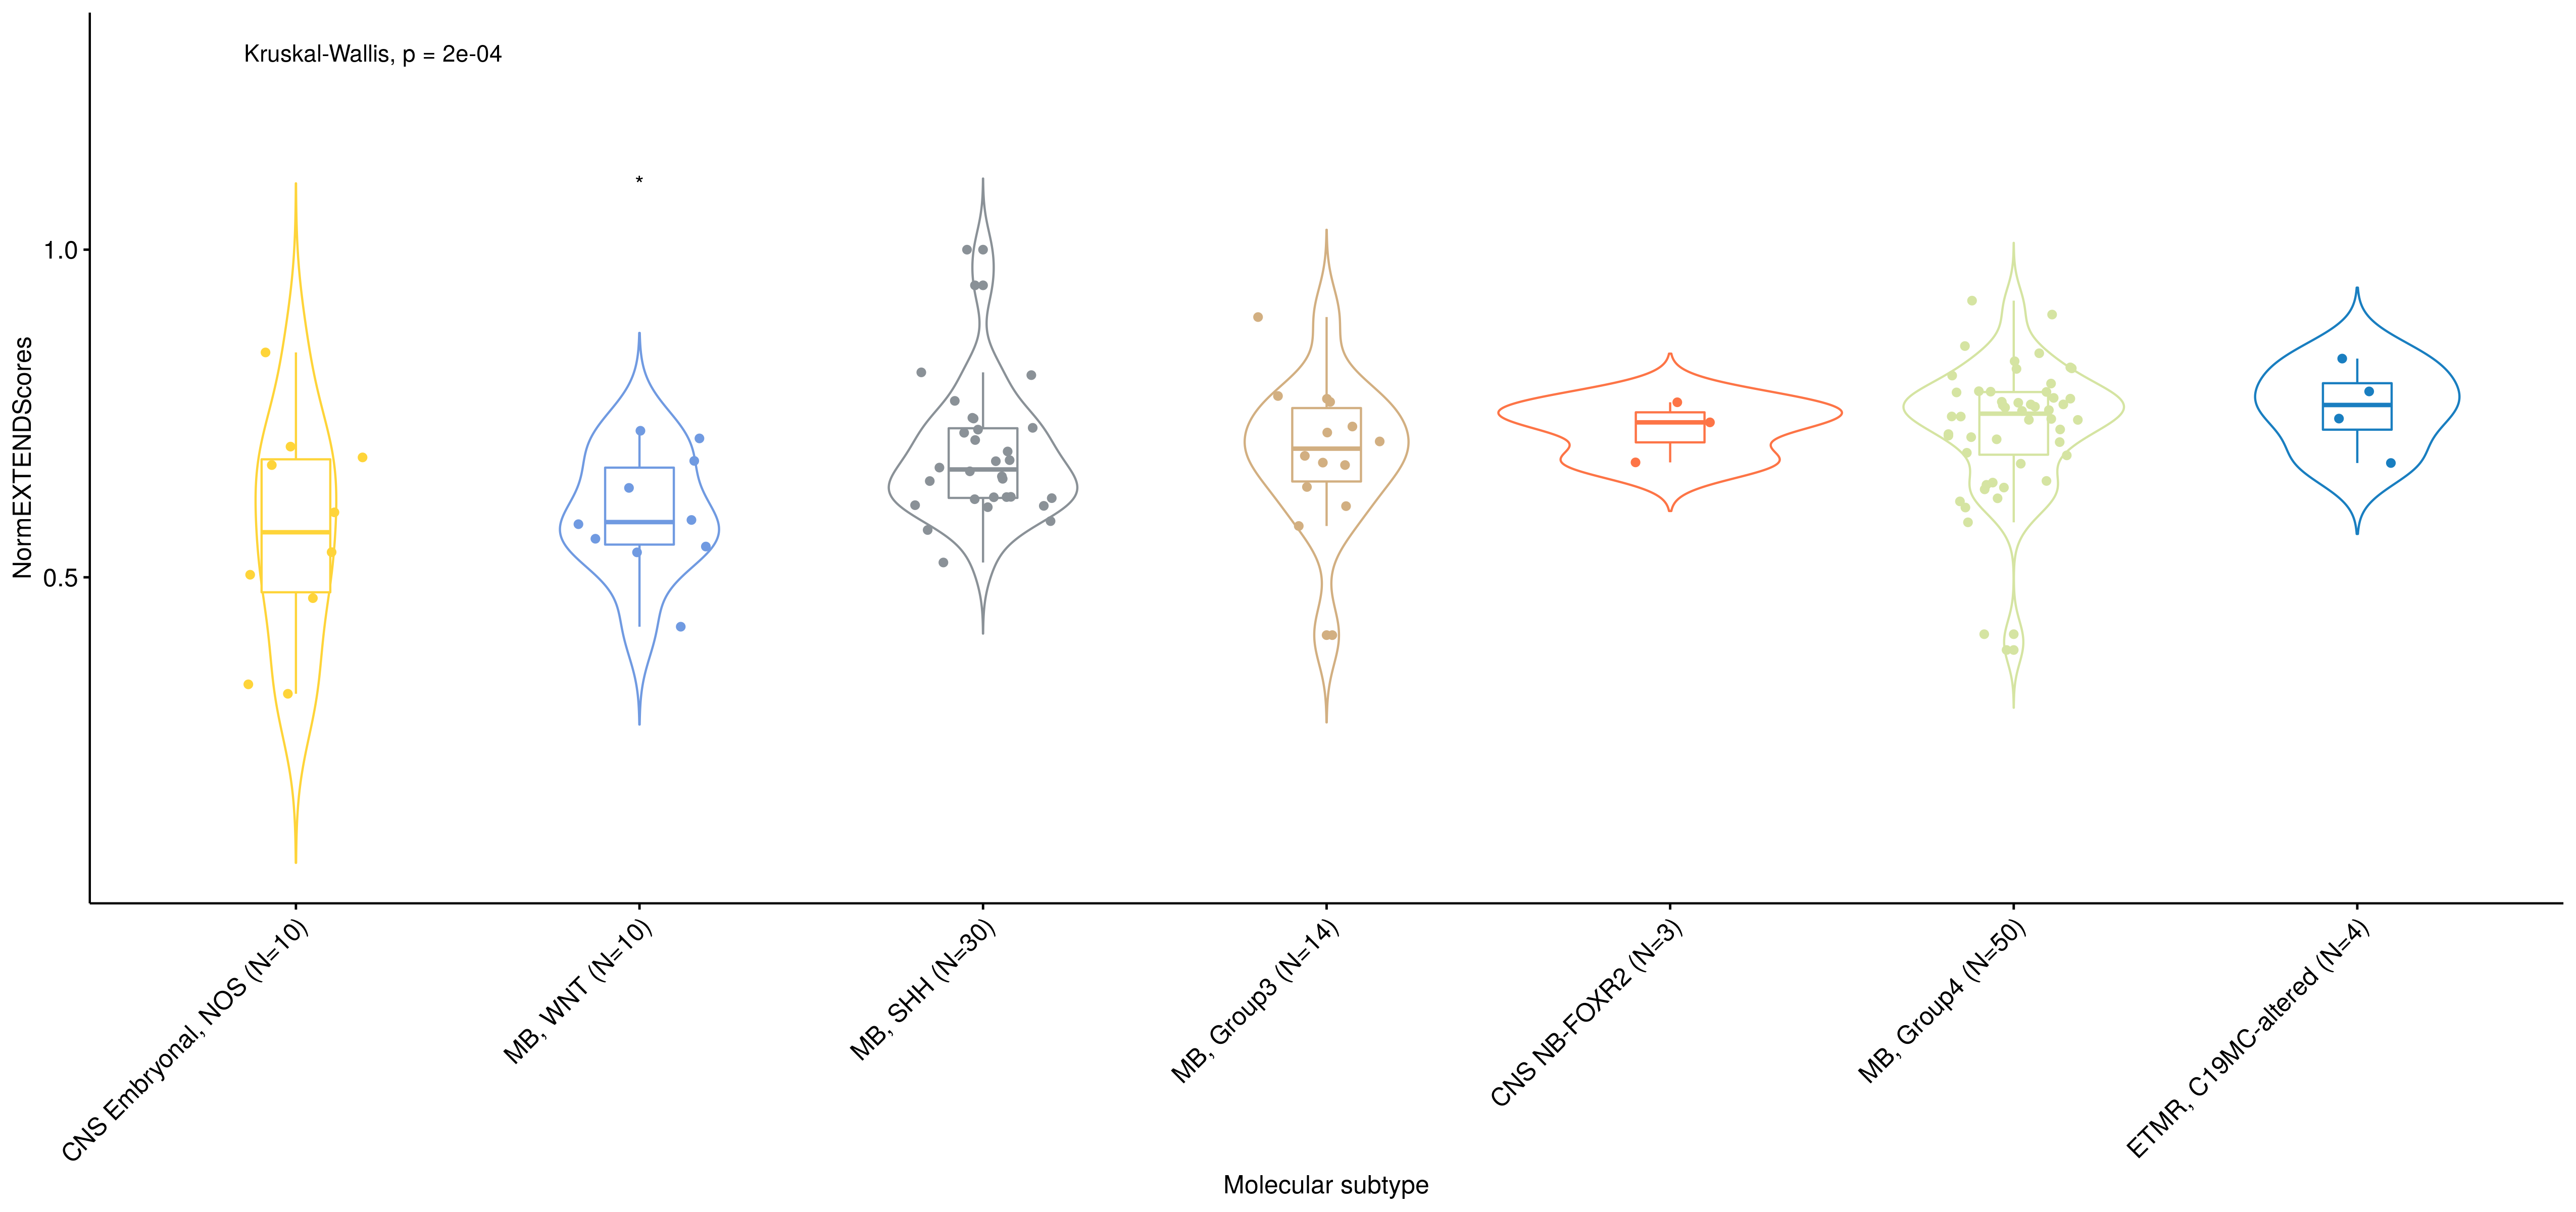 Kruskal-Wallis, p = 2e-04
*
1.0
0.5
NormEXTENDScores
CNS Embryonal, NOS (N=10)
MB, WNT (N=10)
MB, SHH (N=30)
MB, Group3 (N=14)
CNS NB-FOXR2 (N=3)
MB, Group4 (N=50)
ETMR, C19MC-altered (N=4)
Molecular subtype